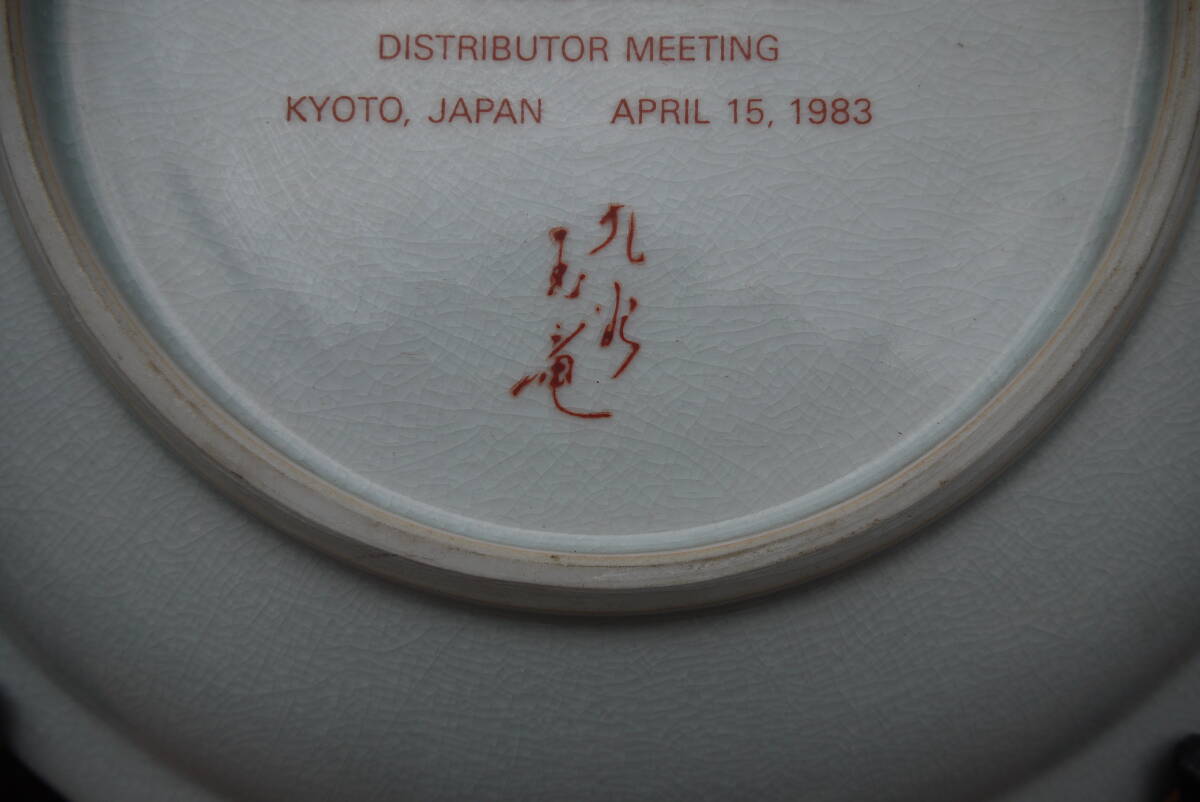 DISTRIBUTOR MEETING
KYOTO, JAPAN APRIL 15, 1983